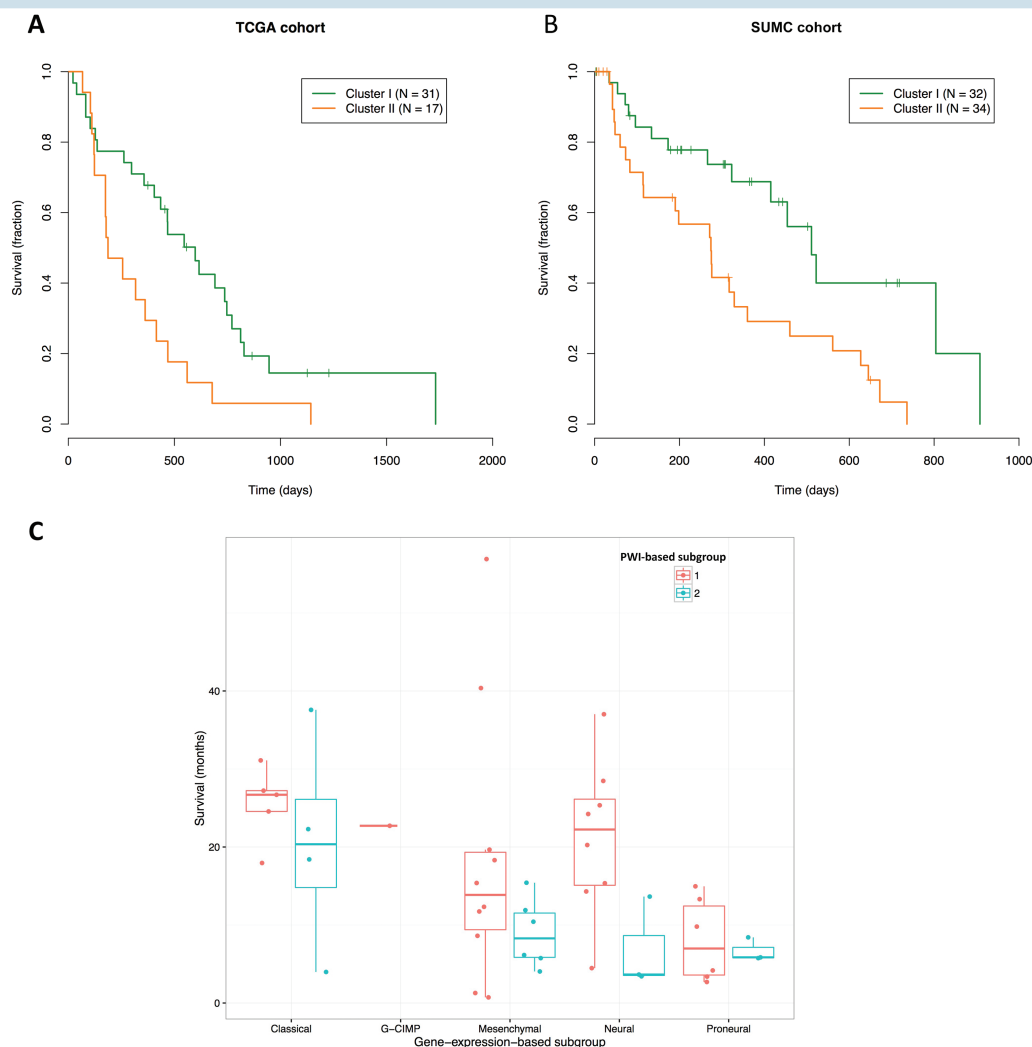 A
TCGA cohort
Survival (fraction)
1.0
0.8
0.6
0.4
0.2
0.0
Cluster I (N = 31)
Cluster II (N = 17)
0
500
1000
1500
2000
Time (days)
B
SUMC cohort
Survival (fraction)
1.0
0.8
0.6
0.4
0.2
0.0
Cluster I (N = 32)
Cluster II (N = 34)
0
200
400
600
800
1000
Time (days)
C
PWI-based subgroup
1
2
Survival (months)
40
20
0
Classical
G−CIMP
Mesenchymal
Neural
Proneural
Gene−expression−based subgroup